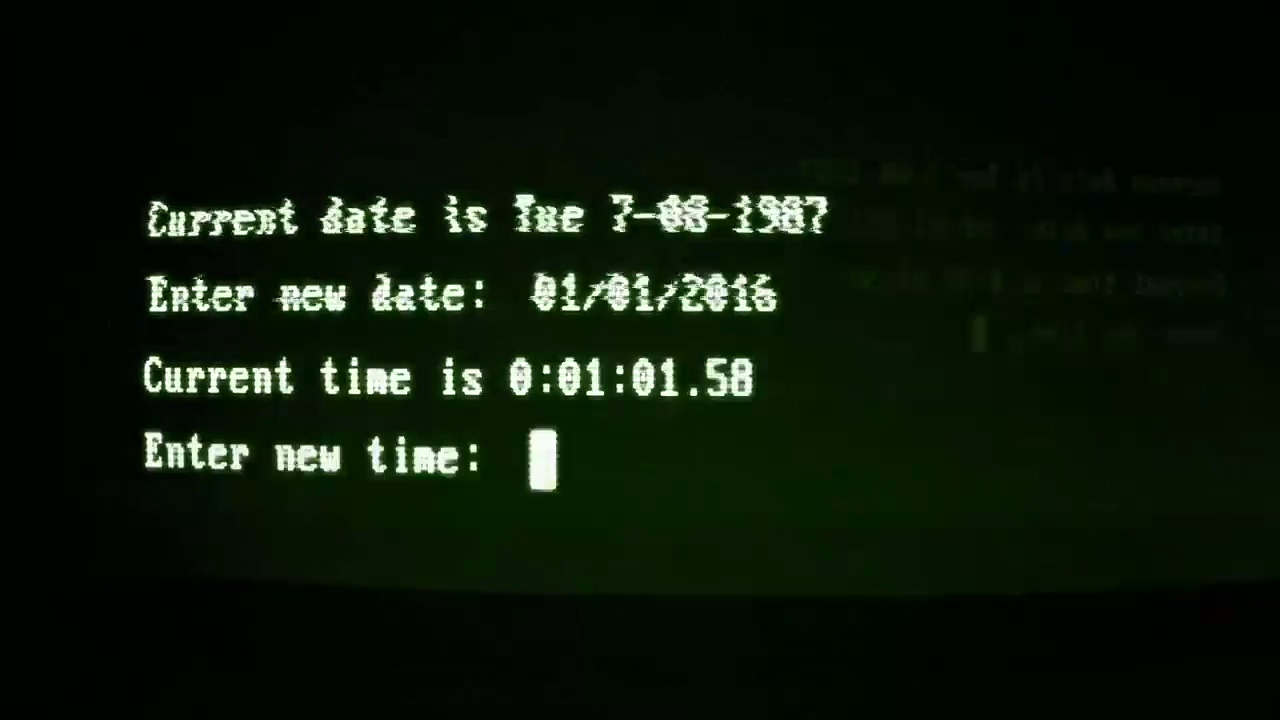 Current date is Tue 7-08-1987
Enter new date: 01/01/2016
Current time is 0:01:01.58
Enter new time: